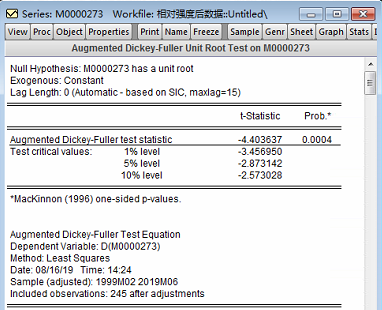 Series: M0000273 Workfile: 相对强度后数据::Untitled\
View Proc Object Properties Print Name Freeze Sample Genr Sheet Graph Stats
Augmented Dickey-Fuller Unit Root Test on M0000273
Null Hypothesis: M0000273 has a unit root
Exogenous: Constant
Lag Length: 0 (Automatic - based on SIC, maxlag=15)
t-Statistic Prob.*
Augmented Dickey-Fuller test statistic -4.403637 0.0004
Test critical values: 1% level -3.456950
5% level -2.873142
10% level -2.573028
*MacKinnon (1996) one-sided p-values.
Augmented Dickey-Fuller Test Equation
Dependent Variable: D(M0000273)
Method: Least Squares
Date: 08/16/19 Time: 14:24
Sample (adjusted): 1999M02 2019M06
Included observations: 245 after adjustments